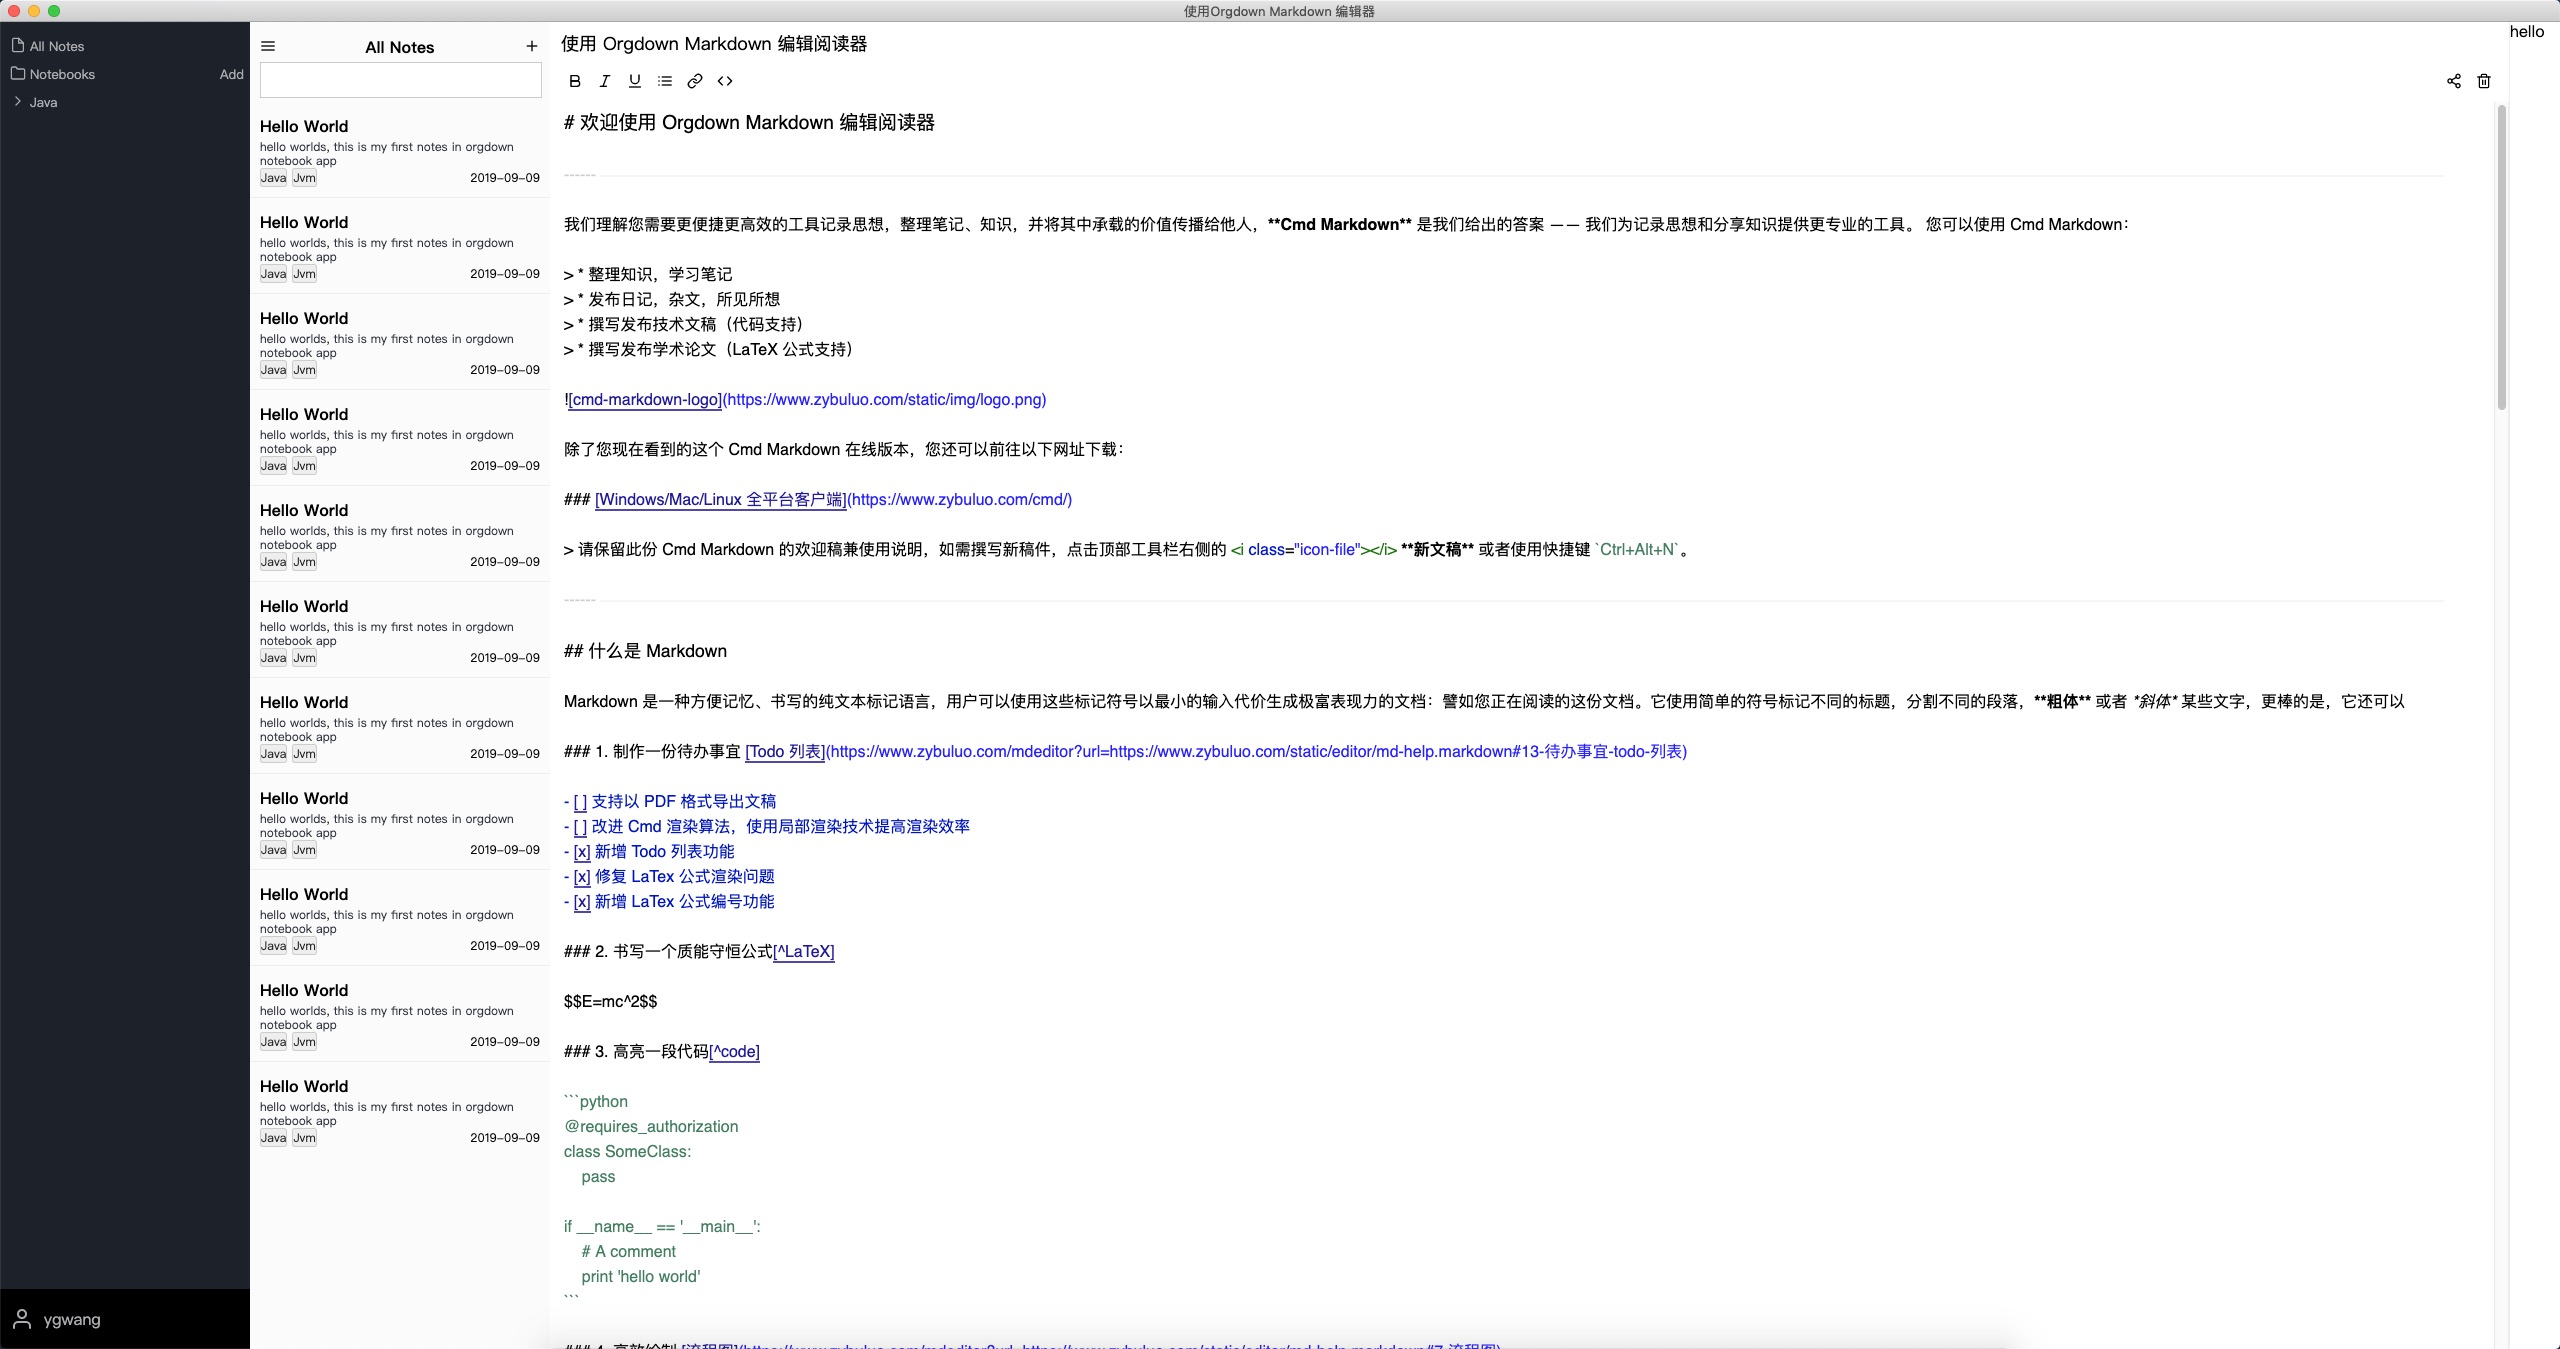 使用Orgdown Markdown 编辑器
All Notes
Notebooks Add
Java
ygwang
All Notes
Hello World
hello worlds, this is my first notes in orgdown
notebook app
Java Jvm 2019-09-09
Hello World
hello worlds, this is my first notes in orgdown
notebook app
Java Jvm 2019-09-09
Hello World
hello worlds, this is my first notes in orgdown
notebook app
Java Jvm 2019-09-09
Hello World
hello worlds, this is my first notes in orgdown
notebook app
Java Jvm 2019-09-09
Hello World
hello worlds, this is my first notes in orgdown
notebook app
Java Jvm 2019-09-09
Hello World
hello worlds, this is my first notes in orgdown
notebook app
Java Jvm 2019-09-09
Hello World
hello worlds, this is my first notes in orgdown
notebook app
Java Jvm 2019-09-09
Hello World
hello worlds, this is my first notes in orgdown
notebook app
Java Jvm 2019-09-09
Hello World
hello worlds, this is my first notes in orgdown
notebook app
Java Jvm 2019-09-09
Hello World
hello worlds, this is my first notes in orgdown
notebook app
Java Jvm 2019-09-09
Hello World
hello worlds, this is my first notes in orgdown
notebook app
Java Jvm 2019-09-09
使用 Orgdown Markdown 编辑阅读器
# 欢迎使用 Orgdown Markdown 编辑阅读器
------
我们理解您需要更便捷更高效的工具记录思想，整理笔记、知识，并将其中承载的价值传播给他人，**Cmd Markdown** 是我们给出的答案 —— 我们为记录思想和分享知识提供更专业的工具。 您可以使用 Cmd Markdown：
> * 整理知识，学习笔记
> * 发布日记，杂文，所见所想
> * 撰写发布技术文稿（代码支持）
> * 撰写发布学术论文（LaTeX 公式支持）
![cmd-markdown-logo](https://www.zybuluo.com/static/img/logo.png)
除了您现在看到的这个 Cmd Markdown 在线版本，您还可以前往以下网址下载：
### [Windows/Mac/Linux 全平台客户端](https://www.zybuluo.com/cmd/)
> 请保留此份 Cmd Markdown 的欢迎稿兼使用说明，如需撰写新稿件，点击顶部工具栏右侧的 <i class="icon-file"></i> **新文稿** 或者使用快捷键 `Ctrl+Alt+N`。
------
## 什么是 Markdown
Markdown 是一种方便记忆、书写的纯文本标记语言，用户可以使用这些标记符号以最小的输入代价生成极富表现力的文档：譬如您正在阅读的这份文档。它使用简单的符号标记不同的标题，分割不同的段落，**粗体** 或者 *斜体* 某些文字，更棒的是，它还可以
### 1. 制作一份待办事宜 [Todo 列表](https://www.zybuluo.com/mdeditor?url=https://www.zybuluo.com/static/editor/md-help.markdown#13-待办事宜-todo-列表)
- [ ] 支持以 PDF 格式导出文稿
- [ ] 改进 Cmd 渲染算法，使用局部渲染技术提高渲染效率
- [x] 新增 Todo 列表功能
- [x] 修复 LaTex 公式渲染问题
- [x] 新增 LaTex 公式编号功能
### 2. 书写一个质能守恒公式[^LaTeX]
$$E=mc^2$$
### 3. 高亮一段代码[^code]
```python
@requires_authorization
class SomeClass:
    pass
if __name__ == '__main__':
    # A comment
    print 'hello world'
```
### 4. 高效绘制 [流程图](https://www.zybuluo.com/mdeditor?url=https://www.zybuluo.com/static/editor/md-help.markdown#7-流程图)
hello